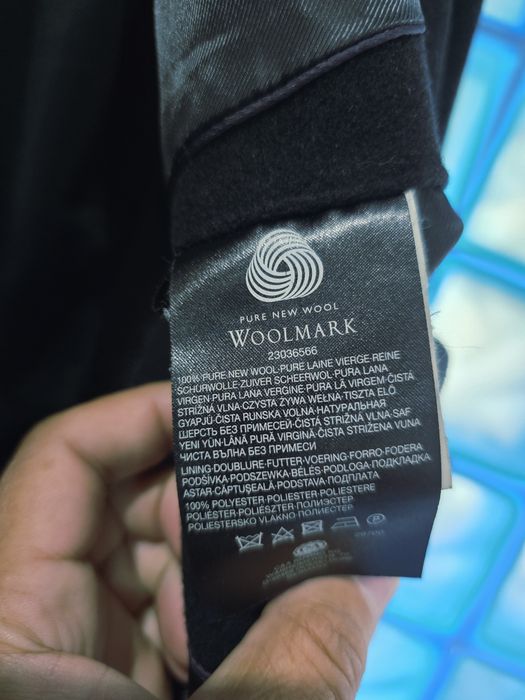 PURE NEW WOOL
WOOLMARK
23036566
100% PURE NEW WOOL·PURE LAINE VIERGE·REINE
SCHURWOLLE·ZUIVER SCHEERWOL·PURA LANA
VIRGEN·PURA LANA VERGINE·PURA LÃ VIRGEM·ČISTÁ
STRIŽNÁ VLNA·CZYSTA ŻYWA WEŁNA·TISZTA ÉLŐ
GYAPJÚ·ČISTA RUNSKA VOLNA·НАТУРАЛЬНАЯ
ШЕРСТЬ БЕЗ ПРИМЕСЕЙ·ČISTÁ STRIŽNÁ VLNA·SAF
YENİ YÜN·LÂNĂ PURĂ VIRGINĂ·ČISTA STRIŽENA VUNA
ЧИСТА ВЪЛНА БЕЗ ПРИМЕСИ
LINING·DOUBLURE·FUTTER·VOERING·FORRO·FODERA
PODŠÍVKA·PODSZEWKA·BÉLÉS·PODLOGA·ПОДКЛАДКА
ASTAR·CĂPTUŞEALĂ·PODSTAVA·ПОДПЛАТА
100% POLYESTER·POLIÉSTER·POLIESTERE
POLIESTER·POLIÉSZTER·ПОЛИЭСТЕР
POLIESTERSKO VLAKNO·ПОЛИЕСТЕР
P